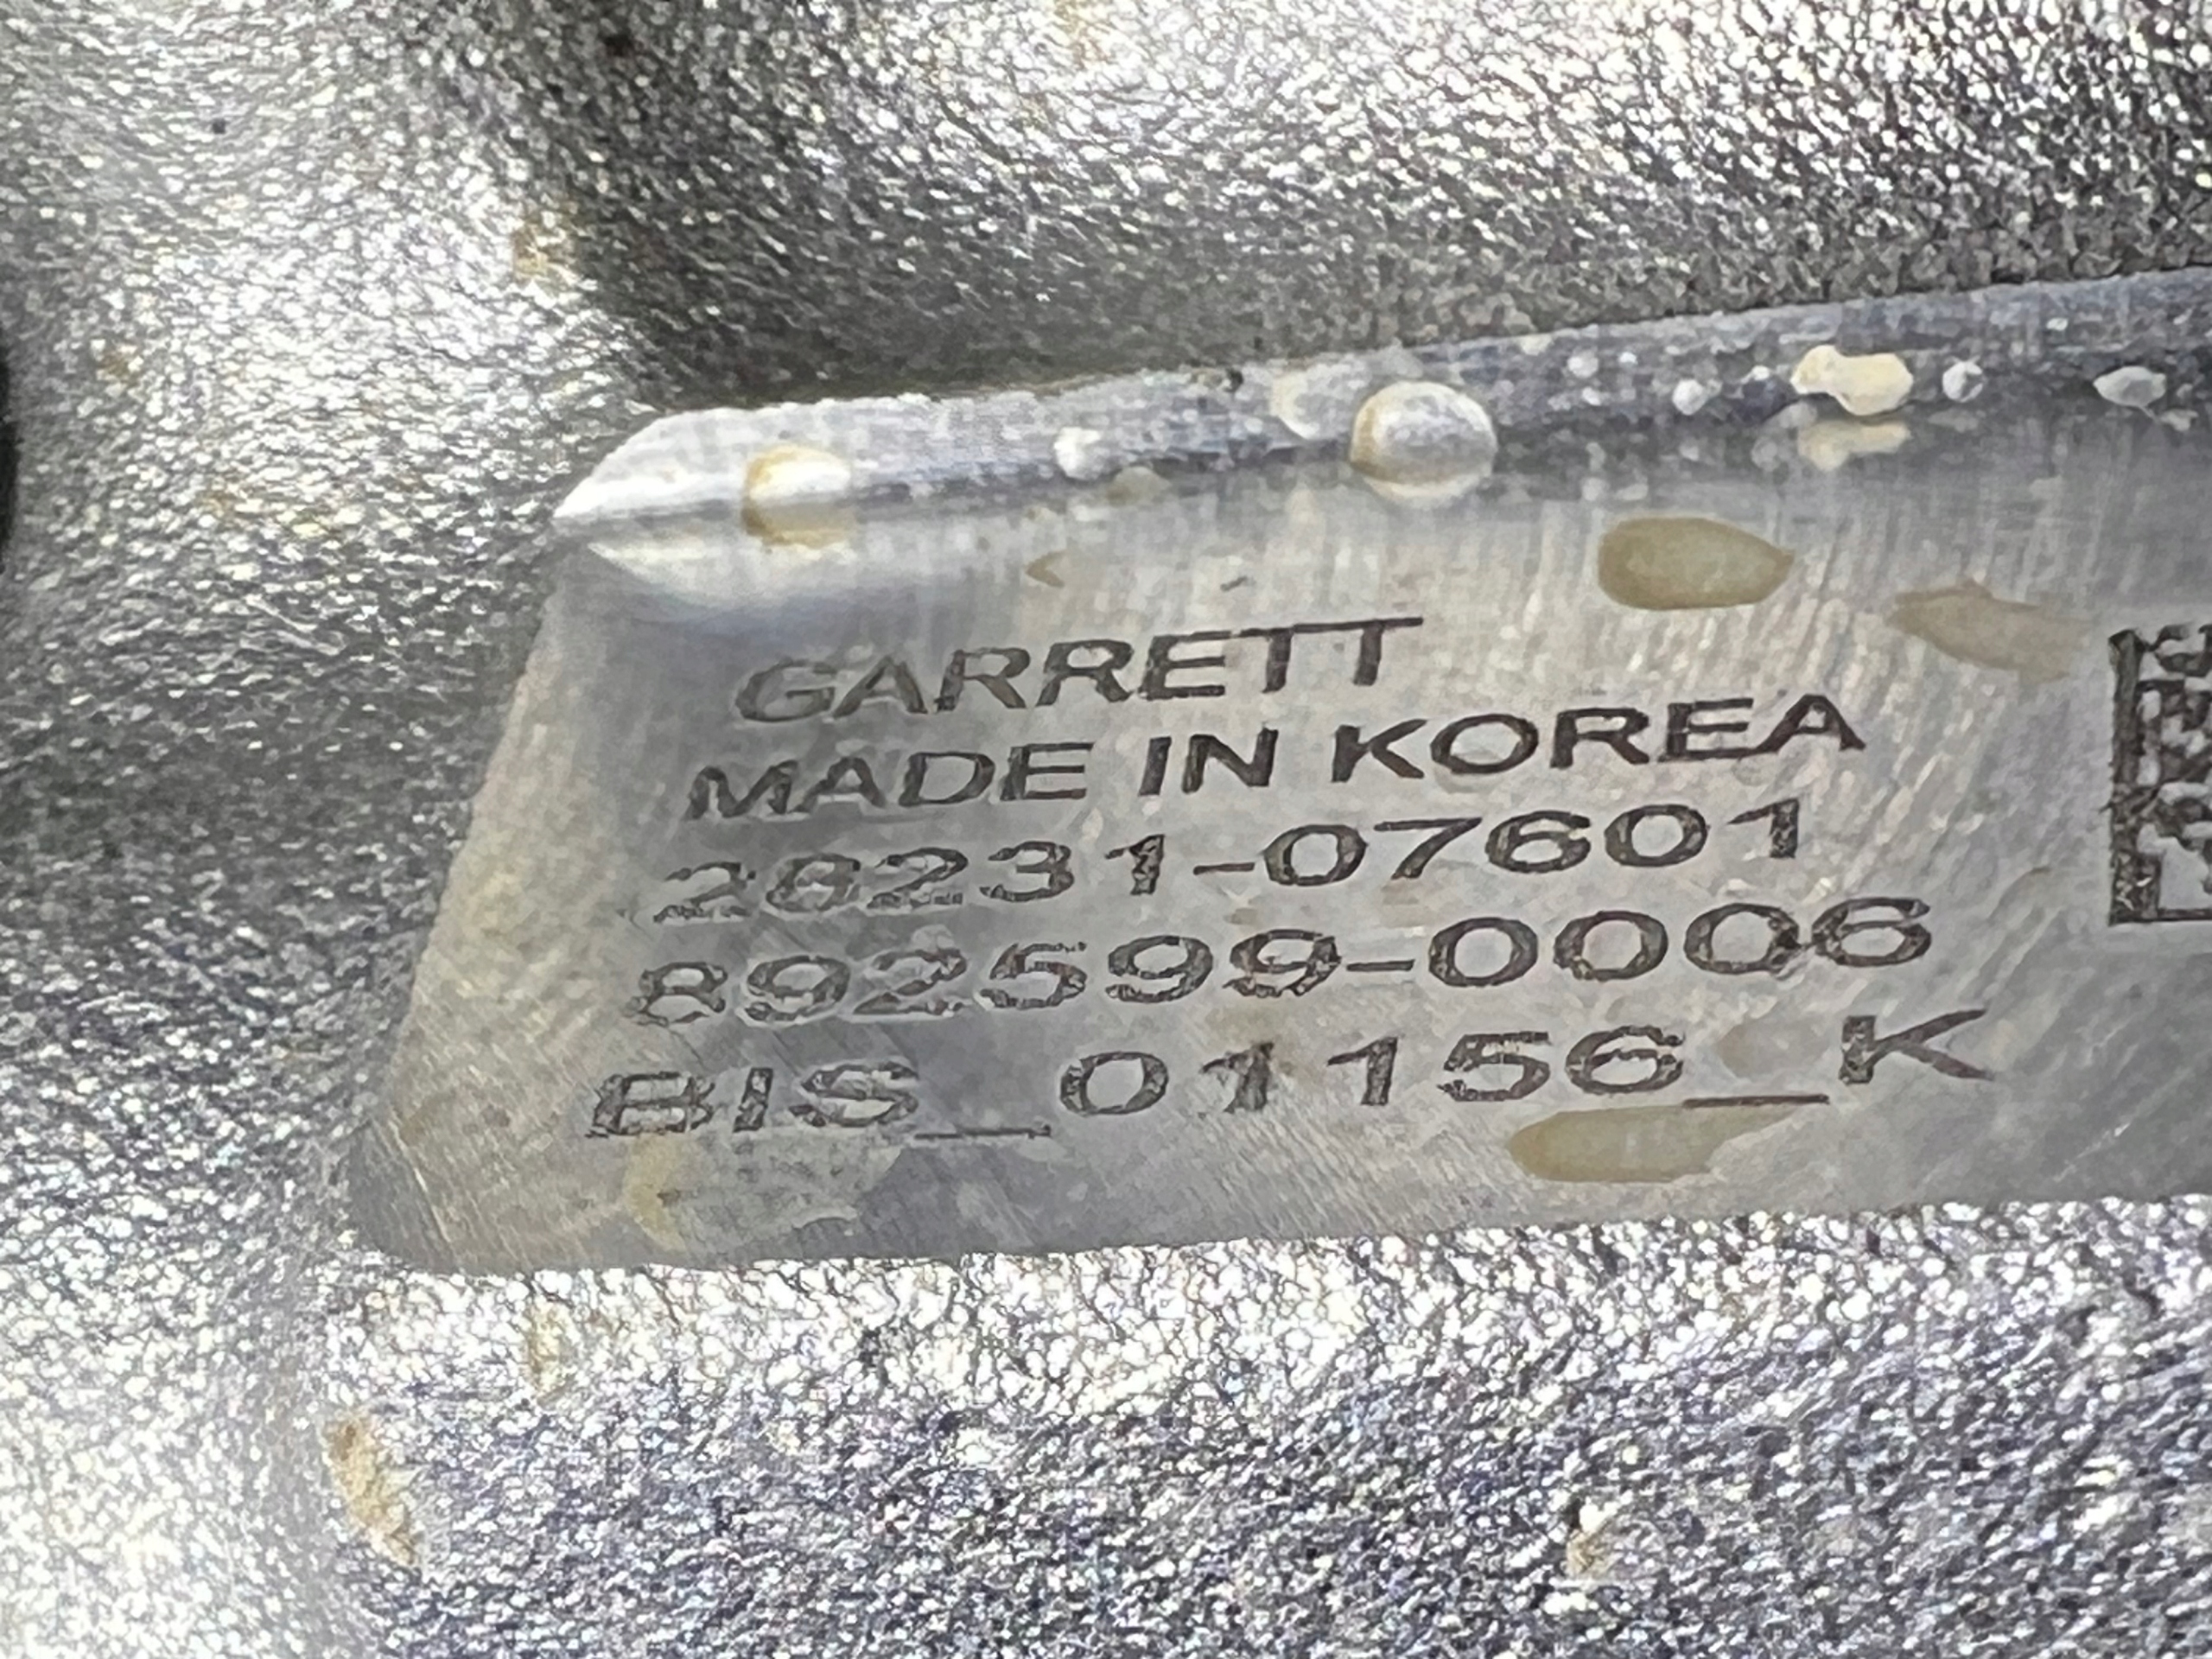 GARRETT
MADE IN KOREA
28231-07601
892599-0006
BIS_01156_K